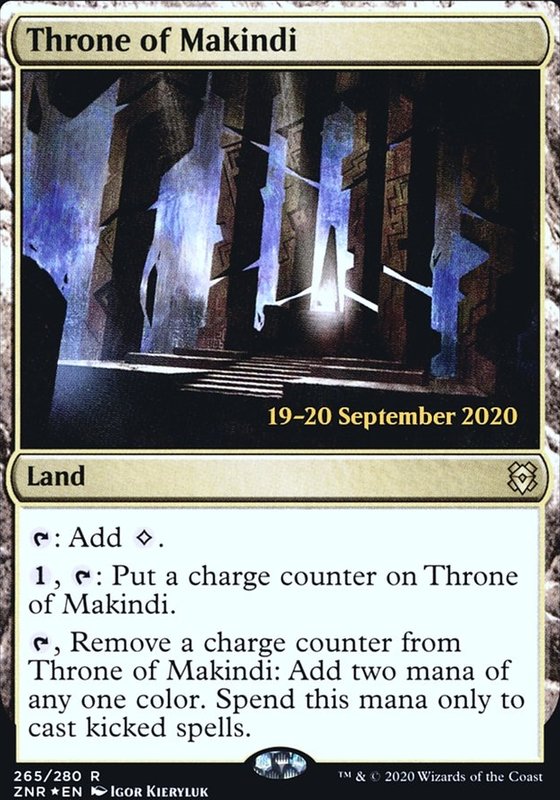 Throne of Makindi
19–20 September 2020
Land
: Add .
1, : Put a charge counter on Throne
of Makindi.
, Remove a charge counter from
Throne of Makindi: Add two mana of
any one color. Spend this mana only to
cast kicked spells.
265/280 R
ZNR ★ EN Igor Kieryluk
™ & © 2020 Wizards of the Coast